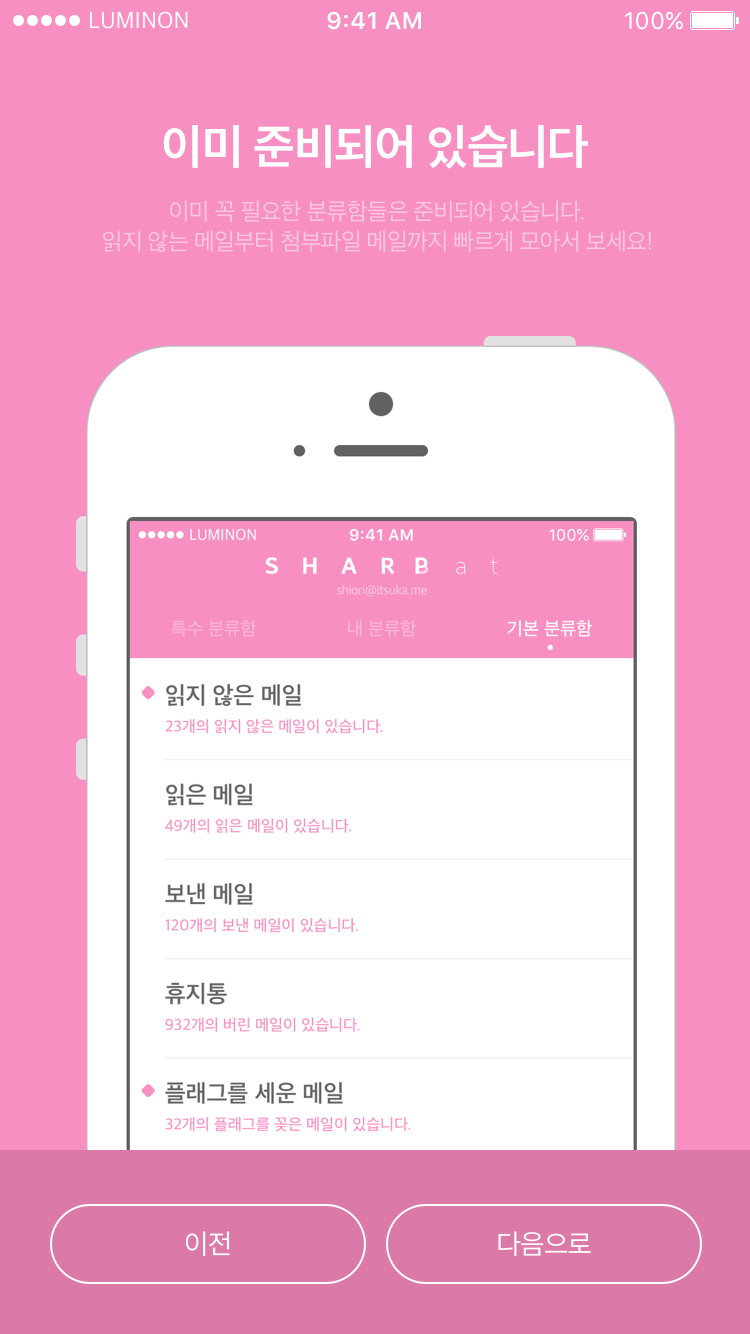 LUMINON 9:41 AM 100%
이미 준비되어 있습니다
이미 꼭 필요한 분류함들은 준비되어 있습니다.
읽지 않는 메일부터 첨부파일 메일까지 빠르게 모아서 보세요!
LUMINON 9:41 AM 100%
SHARBat
shiori@itsuka.me
특수 분류함 내 분류함 기본 분류함
읽지 않은 메일
23개의 읽지 않은 메일이 있습니다.
읽은 메일
49개의 읽은 메일이 있습니다.
보낸 메일
120개의 보낸 메일이 있습니다.
휴지통
932개의 버린 메일이 있습니다.
플래그를 세운 메일
32개의 플래그를 꽂은 메일이 있습니다.
이전 다음으로